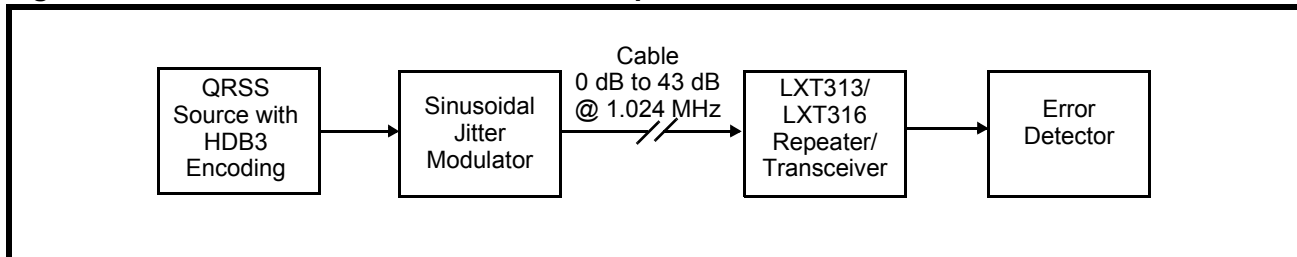 QRSS
Source with
HDB3
Encoding
Sinusoidal
Jitter
Modulator
Cable
0 dB to 43 dB
@ 1.024 MHz
LXT313/
LXT316
Repeater/
Transceiver
Error
Detector